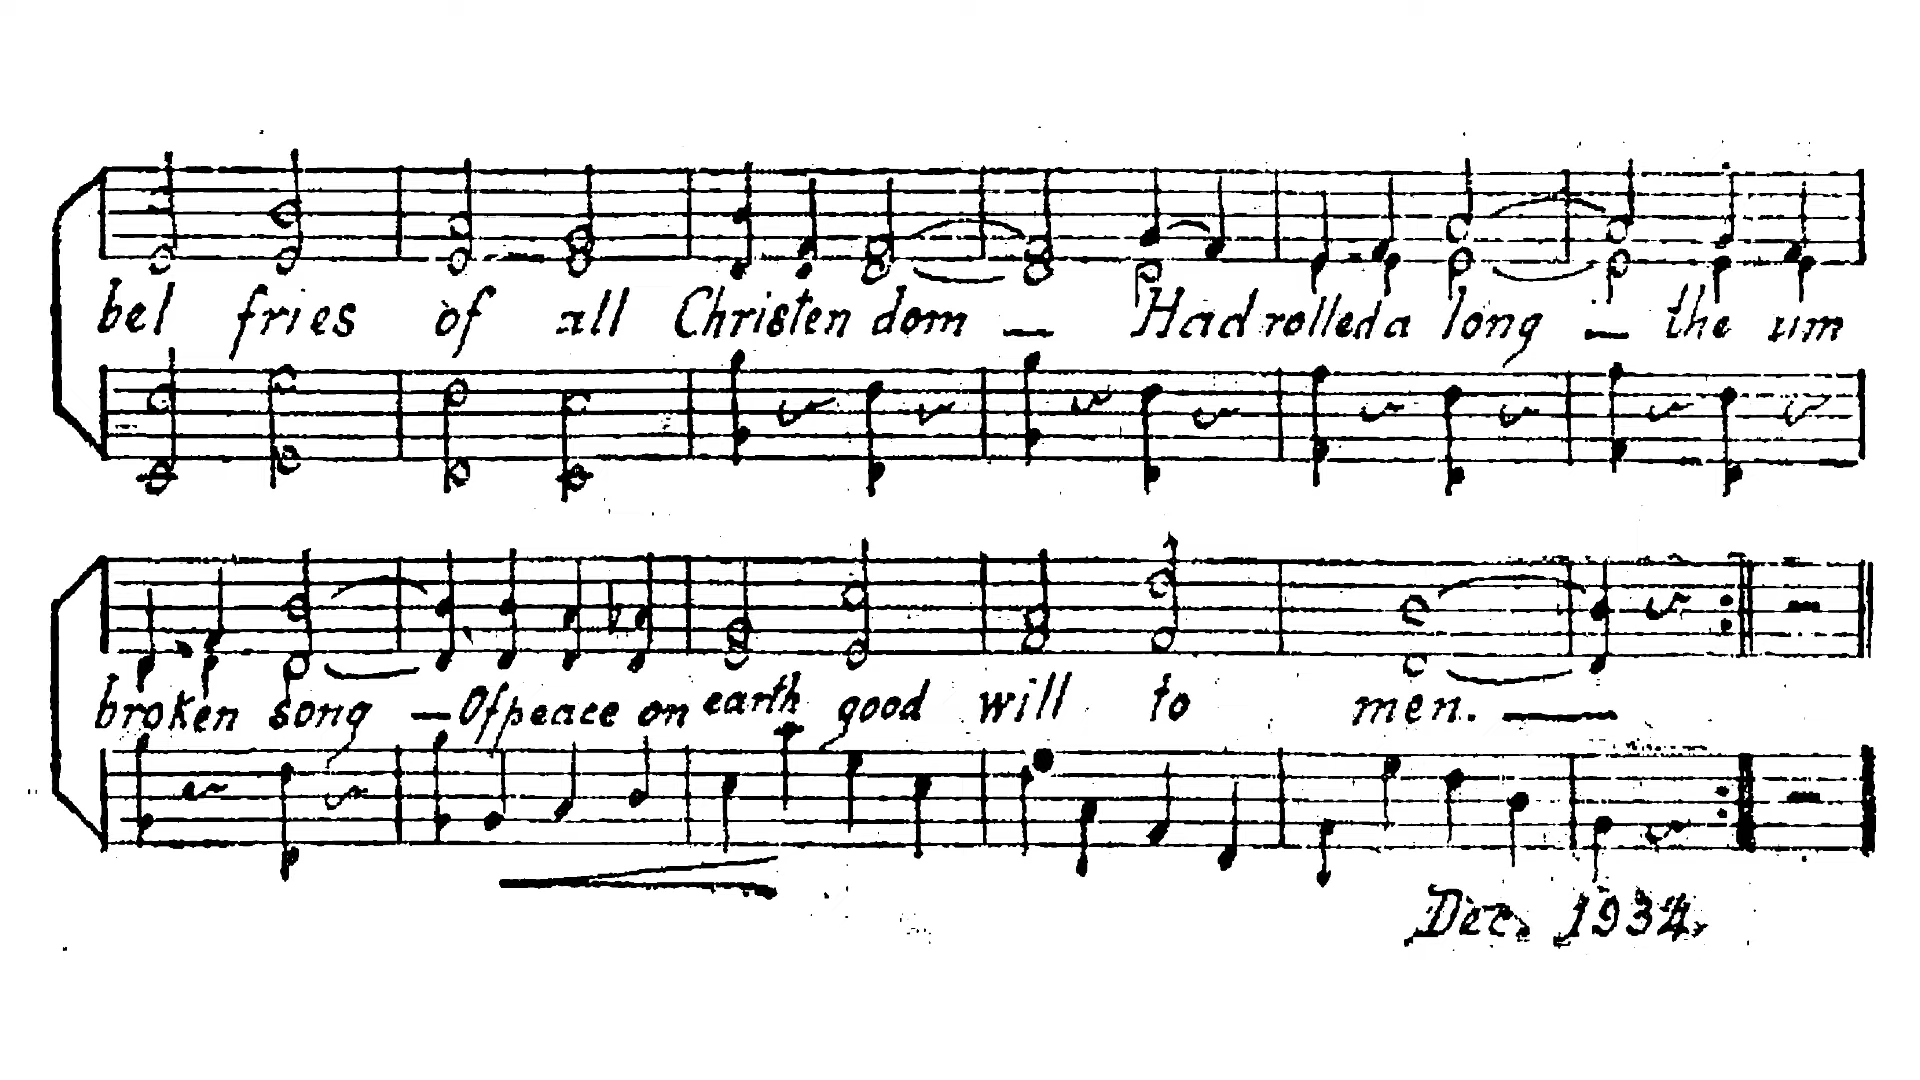 bel fries of all Christen dom — Had rolled a long — the um
broken song — Of peace on earth good will to men. —
Dec. 1934.